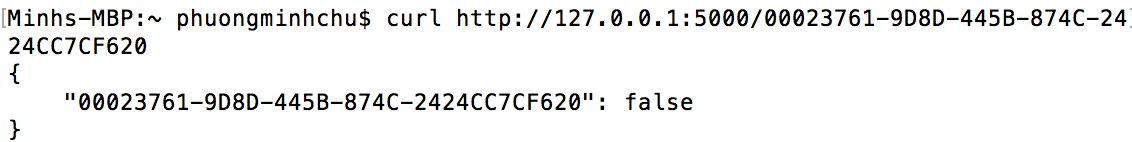 [Minhs-MBP:~ phuongminhchu$ curl http://127.0.0.1:5000/00023761-9D8D-445B-874C-24]
24CC7CF620
{
    "00023761-9D8D-445B-874C-2424CC7CF620": false
}